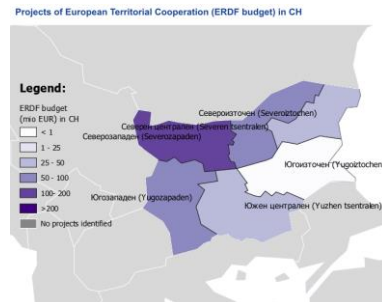 Projects of European Territorial Cooperation (ERDF budget) in CH
Legend:
ERDF budget
(mio EUR) in CH
< 1
1 - 25
25 - 50
50 - 100
100- 200
>200
No projects identified
Североизточен (Severoiztochen)
Северен централен (Severen tsentralen)
Северозападен (Severozapaden)
Югоизточен (Yugoiztochen)
Югозападен (Yugozapaden)
Южен централен (Yuzhen tsentralen)